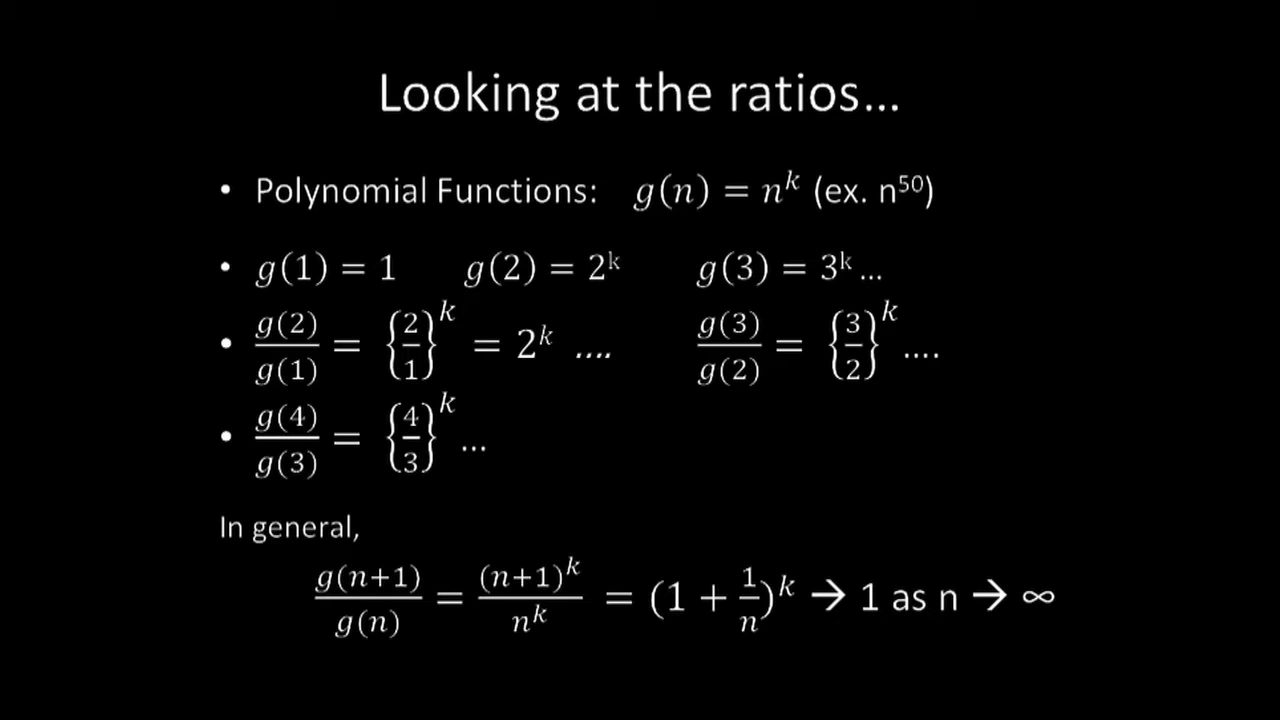 Looking at the ratios...
• Polynomial Functions: g(n) = n^k (ex. n^50)
• g(1) = 1 g(2) = 2^k g(3) = 3^k ...
• g(2)/g(1) = {2/1}^k = 2^k .... g(3)/g(2) = {3/2}^k ....
• g(4)/g(3) = {4/3}^k ...
In general,
g(n+1)/g(n) = (n+1)^k/n^k = (1 + 1/n)^k → 1 as n → ∞